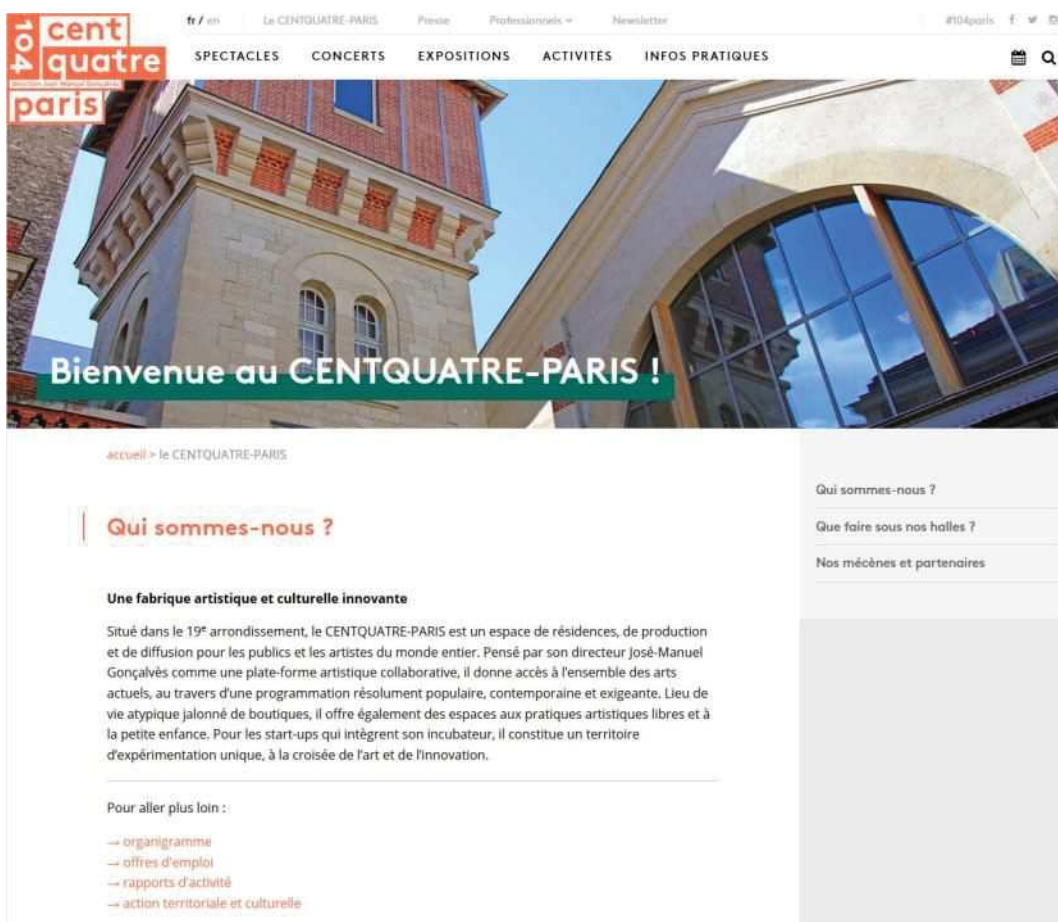 104
cent
quatre
paris
fr / en Le CENTQUATRE-PARIS Presse Professionnels Newsletter #104paris
SPECTACLES CONCERTS EXPOSITIONS ACTIVITÉS INFOS PRATIQUES
Bienvenue au CENTQUATRE-PARIS !
accueil > le CENTQUATRE-PARIS
Qui sommes-nous ?
Que faire sous nos halles ?
Nos mécènes et partenaires
Qui sommes-nous ?
Une fabrique artistique et culturelle innovante
Situé dans le 19e arrondissement, le CENTQUATRE-PARIS est un espace de résidences, de production
et de diffusion pour les publics et les artistes du monde entier. Pensé par son directeur José-Manuel
Gonçalvès comme une plate-forme artistique collaborative, il donne accès à l'ensemble des arts
actuels, au travers d'une programmation résolument populaire, contemporaine et exigeante. Lieu de
vie atypique jalonné de boutiques, il offre également des espaces aux pratiques artistiques libres et à
la petite enfance. Pour les start-ups qui intègrent son incubateur, il constitue un territoire
d'expérimentation unique, à la croisée de l'art et de l'innovation.
Pour aller plus loin :
→ organigramme
→ offres d'emploi
→ rapports d'activité
→ action territoriale et culturelle